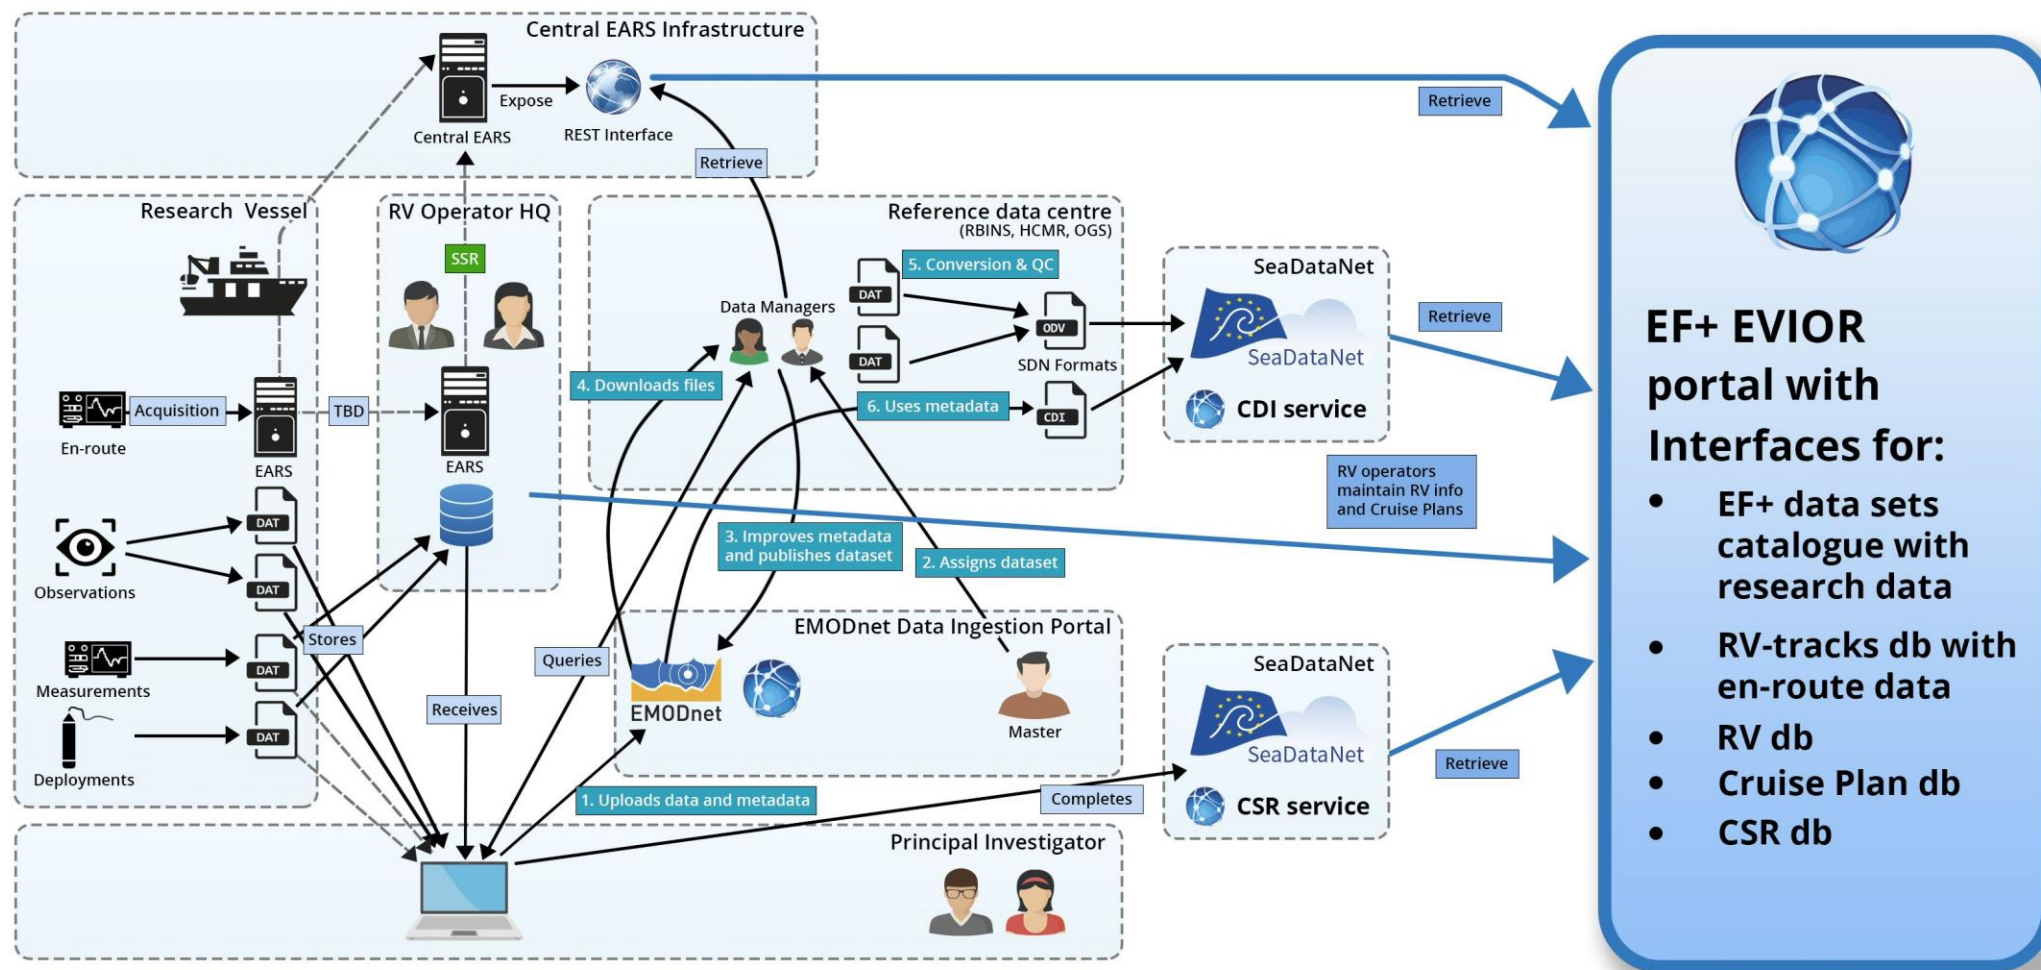 Central EARS Infrastructure
Expose
Central EARS
REST Interface
Retrieve
Retrieve
Research Vessel
En-route
Acquisition
EARS
TBD
Observations
DAT
DAT
Measurements
DAT
Deployments
DAT
Stores
RV Operator HQ
SSR
EARS
Receives
Reference data centre
(RBINS, HCMR, OGS)
Data Managers
5. Conversion & QC
DAT
DAT
ODV
SDN Formats
4. Downloads files
6. Uses metadata
CDI
3. Improves metadata
and publishes dataset
2. Assigns dataset
Queries
EMODnet Data Ingestion Portal
EMODnet
Master
1. Uploads data and metadata
Completes
Principal Investigator
SeaDataNet
SeaDataNet
CDI service
Retrieve
RV operators
maintain RV info
and Cruise Plans
SeaDataNet
SeaDataNet
CSR service
Retrieve
EF+ EVIOR
portal with
Interfaces for:
• EF+ data sets
catalogue with
research data
• RV-tracks db with
en-route data
• RV db
• Cruise Plan db
• CSR db